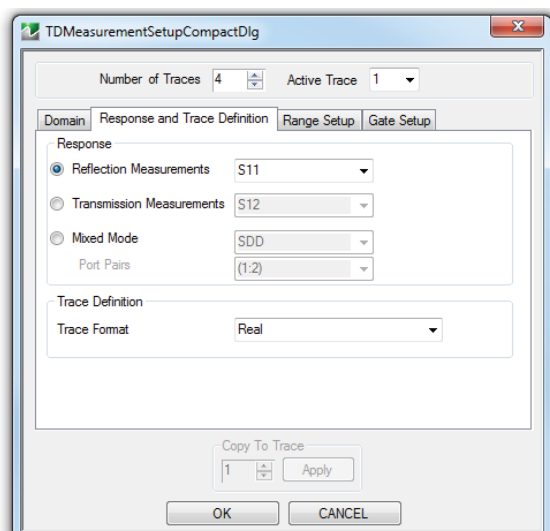 TDMeasurementSetupCompactDlg
Number of Traces 4 Active Trace 1
Domain Response and Trace Definition Range Setup Gate Setup
Response
Reflection Measurements S11
Transmission Measurements S12
Mixed Mode SDD
Port Pairs (1:2)
Trace Definition
Trace Format Real
Copy To Trace
1 Apply
OK CANCEL